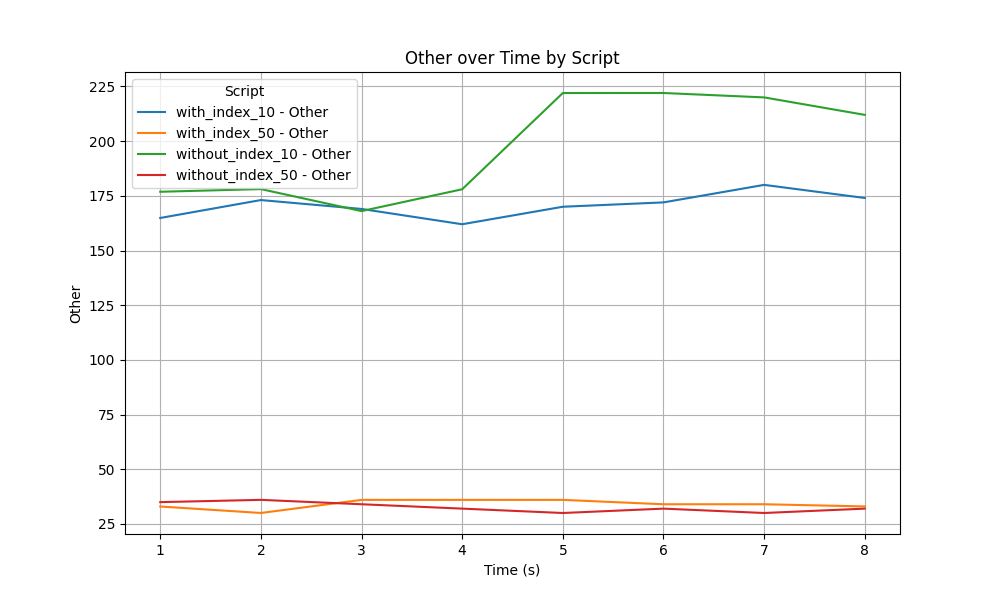 Other over Time by Script
Script
with_index_10 - Other
with_index_50 - Other
without_index_10 - Other
without_index_50 - Other
Other
225
200
175
150
125
100
75
50
25
1 2 3 4 5 6 7 8
Time (s)